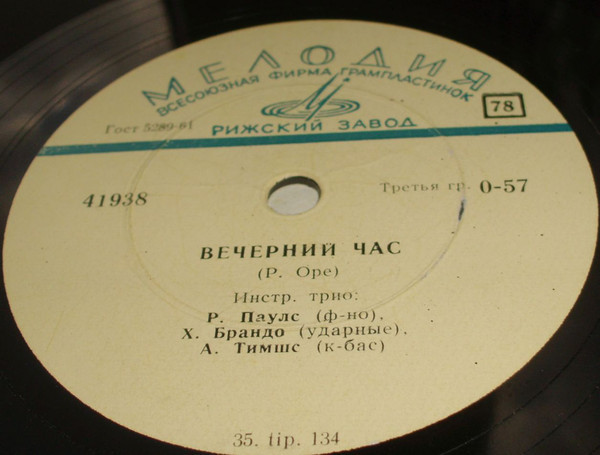 МЕЛОДИЯ
ВСЕСОЮЗНАЯ ФИРМА ГРАМПЛАСТИНОК
78
Гост 5289-61
РИЖСКИЙ ЗАВОД
41938
Третья гр. 0-57
ВЕЧЕРНИЙ ЧАС
(Р. Оре)
Инстр. трио:
Р. Паулс (ф-но),
Х. Брандо (ударные),
А. Тимшс (к-бас)
35. tip. 134